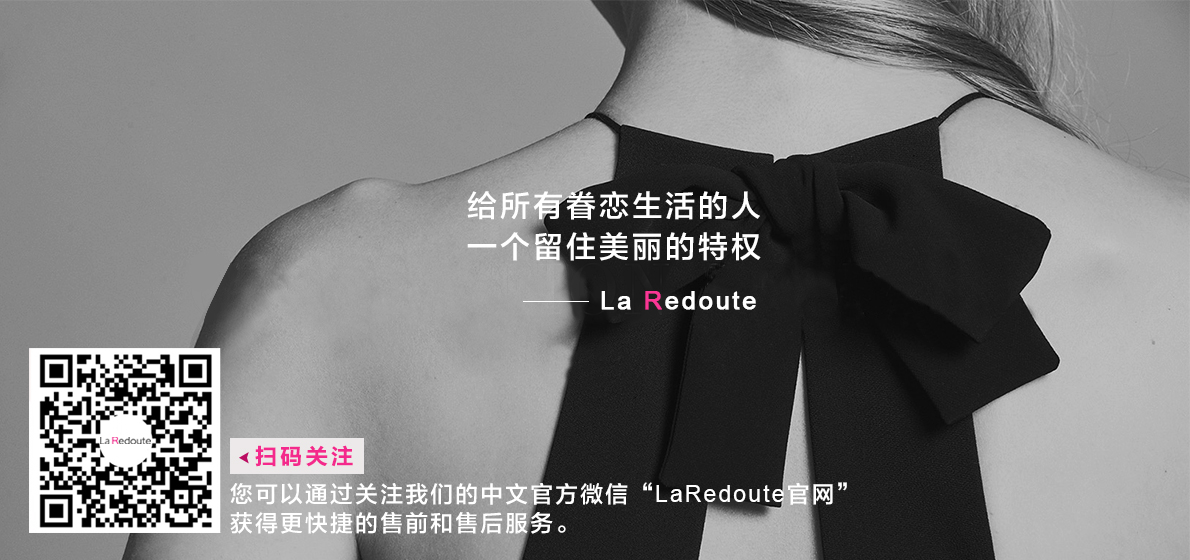 给所有眷恋生活的人
一个留住美丽的特权
La Redoute
La Redoute
扫码关注
您可以通过关注我们的中文官方微信“LaRedoute官网”
获得更快捷的售前和售后服务。